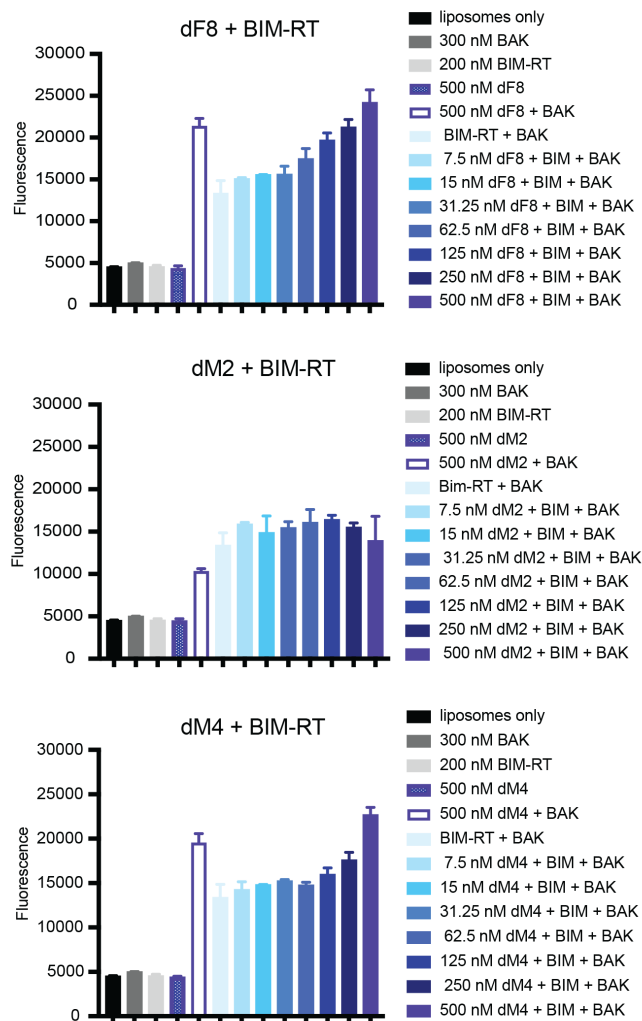 dF8 + BIM-RT
Fluorescence
30000
25000
20000
15000
10000
5000
0
liposomes only
300 nM BAK
200 nM BIM-RT
500 nM dF8
500 nM dF8 + BAK
BIM-RT + BAK
7.5 nM dF8 + BIM + BAK
15 nM dF8 + BIM + BAK
31.25 nM dF8 + BIM + BAK
62.5 nM dF8 + BIM + BAK
125 nM dF8 + BIM + BAK
250 nM dF8 + BIM + BAK
500 nM dF8 + BIM + BAK
dM2 + BIM-RT
Fluorescence
30000
25000
20000
15000
10000
5000
0
liposomes only
300 nM BAK
200 nM BIM-RT
500 nM dM2
500 nM dM2 + BAK
Bim-RT + BAK
7.5 nM dM2 + BIM + BAK
15 nM dM2 + BIM + BAK
31.25 nM dM2 + BIM + BAK
62.5 nM dM2 + BIM + BAK
125 nM dM2 + BIM + BAK
250 nM dM2 + BIM + BAK
500 nM dM2 + BIM + BAK
dM4 + BIM-RT
Fluorescence
30000
25000
20000
15000
10000
5000
0
liposomes only
300 nM BAK
200 nM BIM-RT
500 nM dM4
500 nM dM4 + BAK
BIM-RT + BAK
7.5 nM dM4 + BIM + BAK
15 nM dM4 + BIM + BAK
31.25 nM dM4 + BIM + BAK
62.5 nM dM4 + BIM + BAK
125 nM dM4 + BIM + BAK
250 nM dM4 + BIM + BAK
500 nM dM4 + BIM + BAK